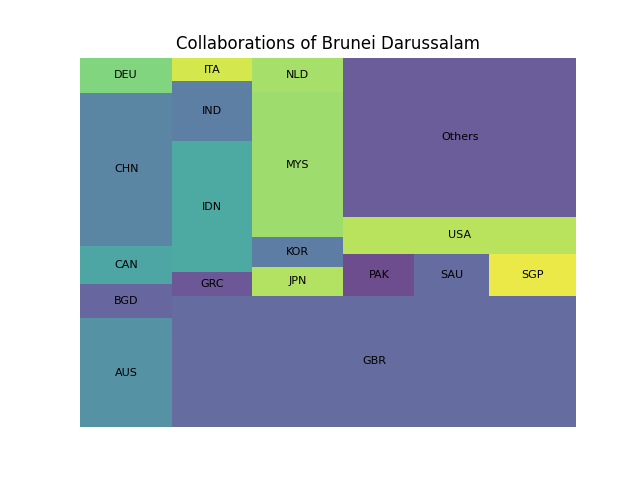 Collaborations of Brunei Darussalam
DEU
ITA
NLD
IND
Others
CHN
MYS
IDN
USA
KOR
CAN
PAK
SAU
SGP
GRC
JPN
BGD
GBR
AUS